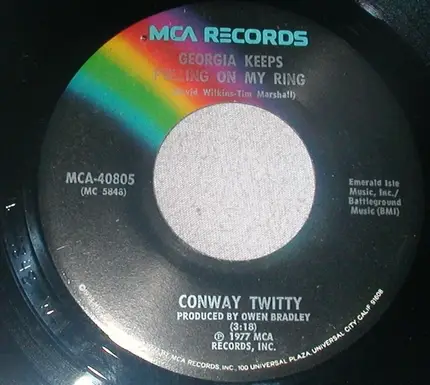 MCA RECORDS
GEORGIA KEEPS
PULLING ON MY RING
(David Wilkins-Tim Marshall)
MCA-40805
(MC 5848)
Emerald Isle
Music, Inc./
Battleground
Music (BMI)
CONWAY TWITTY
PRODUCED BY OWEN BRADLEY
(3:18)
Ⓟ 1977 MCA
RECORDS, INC.
MCA RECORDS, INC., 100 UNIVERSAL PLAZA, UNIVERSAL CITY, CALIF. 91608